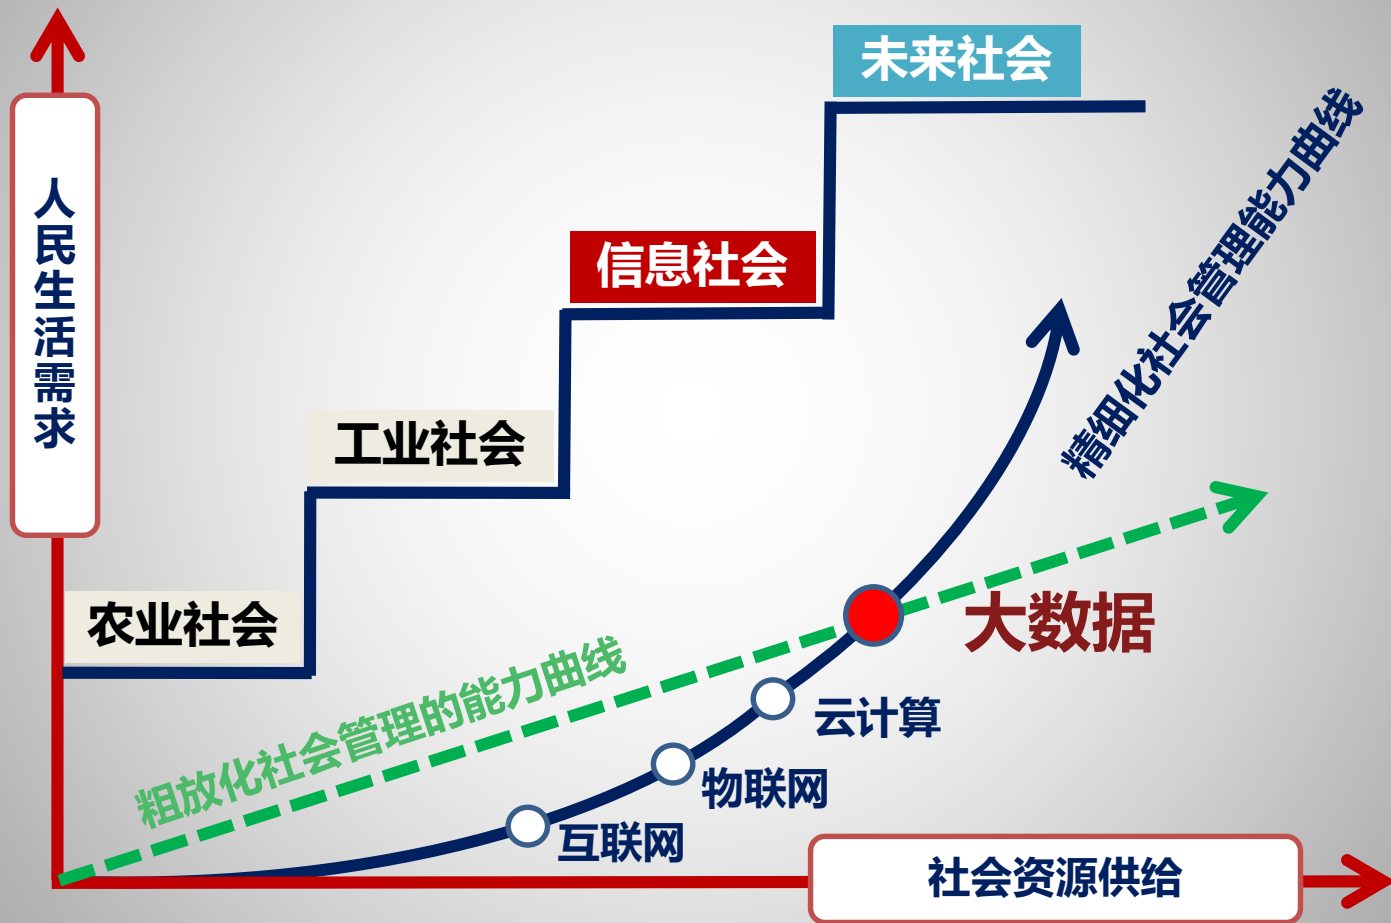 未来社会
人民生活需求
信息社会
精细化社会管理能力曲线
工业社会
农业社会
大数据
粗放化社会管理的能力曲线
云计算
物联网
互联网
社会资源供给